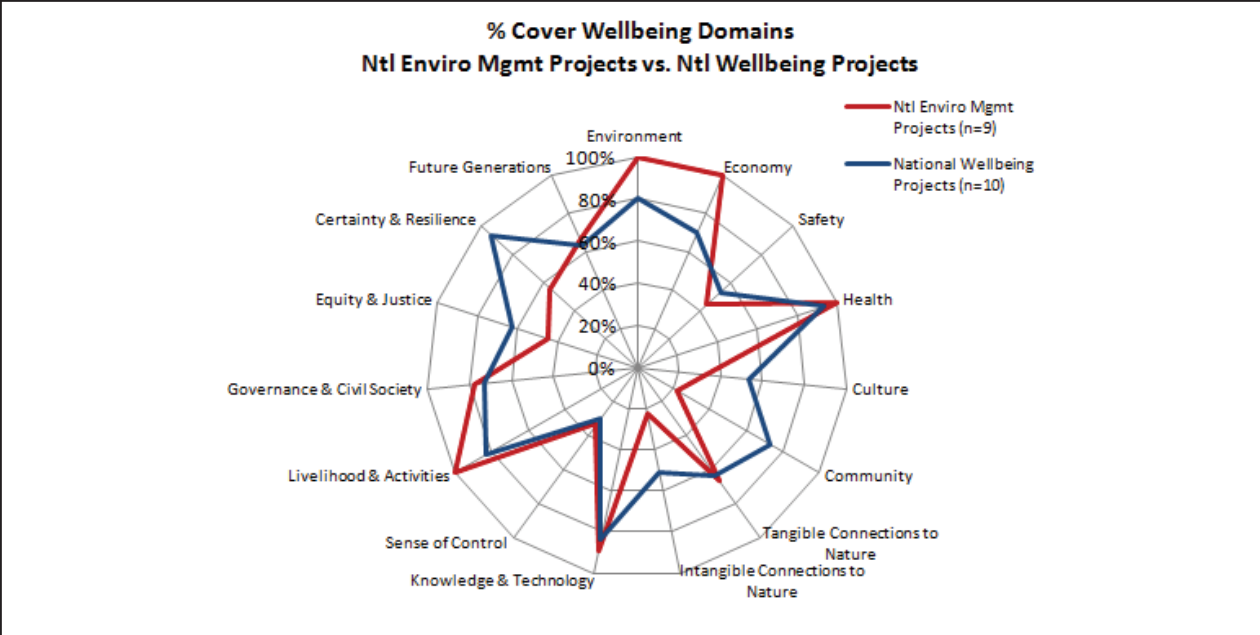 % Cover Wellbeing Domains
Ntl Enviro Mgmt Projects vs. Ntl Wellbeing Projects
Ntl Enviro Mgmt
Projects (n=9)
National Wellbeing
Projects (n=10)
Environment
Economy
Safety
Health
Culture
Community
Tangible Connections to
Nature
Intangible Connections to
Nature
Knowledge & Technology
Sense of Control
Livelihood & Activities
Governance & Civil Society
Equity & Justice
Certainty & Resilience
Future Generations
100%
80%
60%
40%
20%
0%